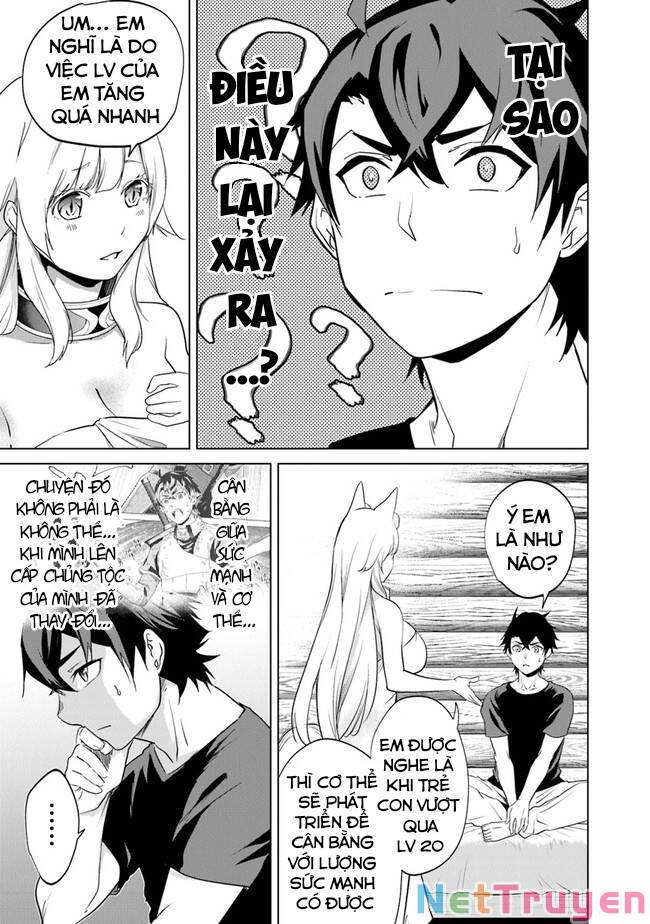 TẠI
SAO
ĐIỀU
NÀY
LẠI
XẢY
RA
....?
UM... EM
NGHĨ LÀ DO
VIỆC LV CỦA
EM TĂNG
QUÁ NHANH
Ý EM
LÀ NHƯ
NÀO?
EM ĐƯỢC
NGHE LÀ
KHI TRẺ
CON VƯỢT
QUA
LV 20
THÌ CƠ THỂ
SẼ PHÁT
TRIỂN ĐỂ
CÂN BẰNG
VỚI LƯỢNG
SỨC MẠNH
CÓ ĐƯỢC
CÂN
BẰNG
GIỮA
SỨC
MẠNH
VÀ CƠ
THỂ...
CHUYỆN ĐÓ
KHÔNG PHẢI LÀ
KHÔNG THỂ...
KHI MÌNH LÊN
CẤP CHỦNG TỘC
CỦA MÌNH ĐÃ
THAY ĐỔI...
......
NetTruyen